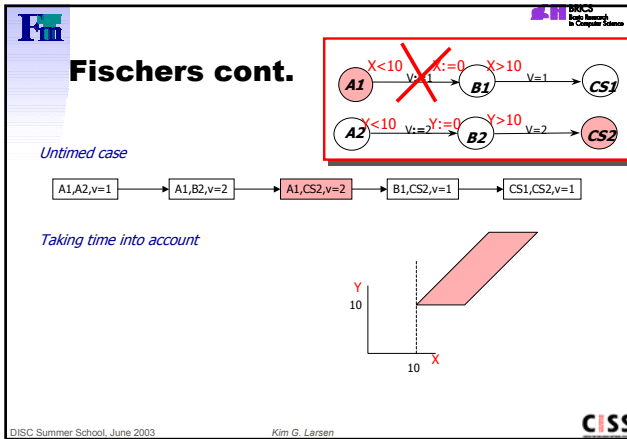 Fm
BRICS
Basic Research
in Computer Science
Fischers cont.
X<10 X:=0 X>10
A1 V:=1 B1 V=1 CS1
Y<10 Y:=0 Y>10
A2 V:=2 B2 V=2 CS2
Untimed case
A1,A2,v=1 A1,B2,v=2 A1,CS2,v=2 B1,CS2,v=1 CS1,CS2,v=1
Taking time into account
Y
10
X
10
DISC Summer School, June 2003 Kim G. Larsen CISS